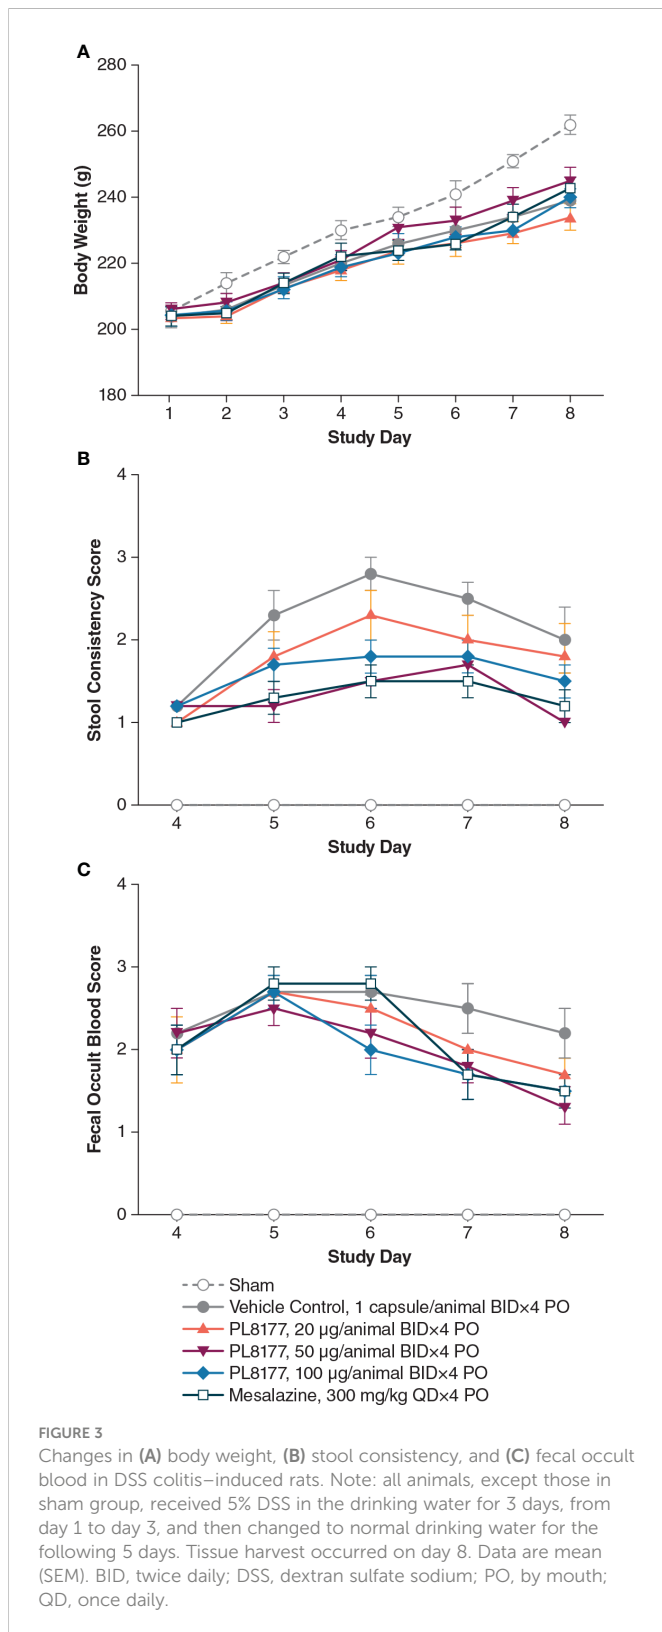 A
280
260
240
220
200
180
Body Weight (g)
1 2 3 4 5 6 7 8
Study Day
B
4
3
2
1
0
Stool Consistency Score
4 5 6 7 8
Study Day
C
4
3
2
1
0
Fecal Occult Blood Score
4 5 6 7 8
Study Day
Sham
Vehicle Control, 1 capsule/animal BID×4 PO
PL8177, 20 µg/animal BID×4 PO
PL8177, 50 µg/animal BID×4 PO
PL8177, 100 µg/animal BID×4 PO
Mesalazine, 300 mg/kg QD×4 PO
FIGURE 3
Changes in (A) body weight, (B) stool consistency, and (C) fecal occult
blood in DSS colitis–induced rats. Note: all animals, except those in
sham group, received 5% DSS in the drinking water for 3 days, from
day 1 to day 3, and then changed to normal drinking water for the
following 5 days. Tissue harvest occurred on day 8. Data are mean
(SEM). BID, twice daily; DSS, dextran sulfate sodium; PO, by mouth;
QD, once daily.